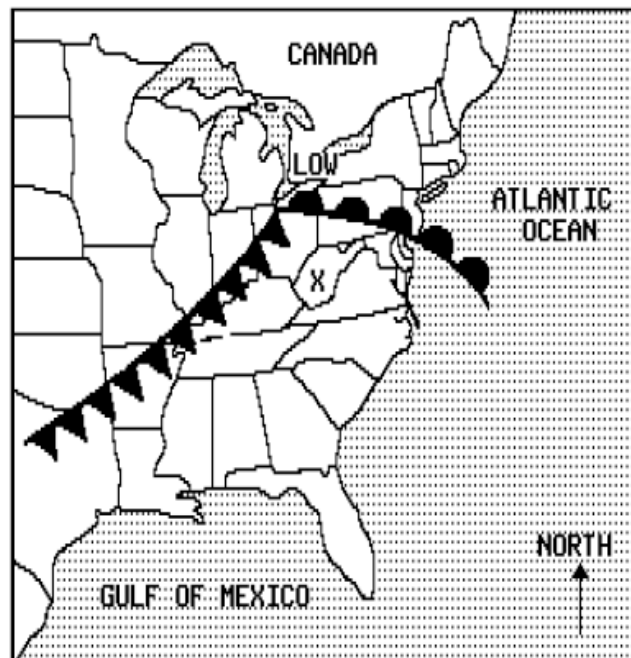 CANADA
LOW
ATLANTIC
OCEAN
X
NORTH
GULF OF MEXICO